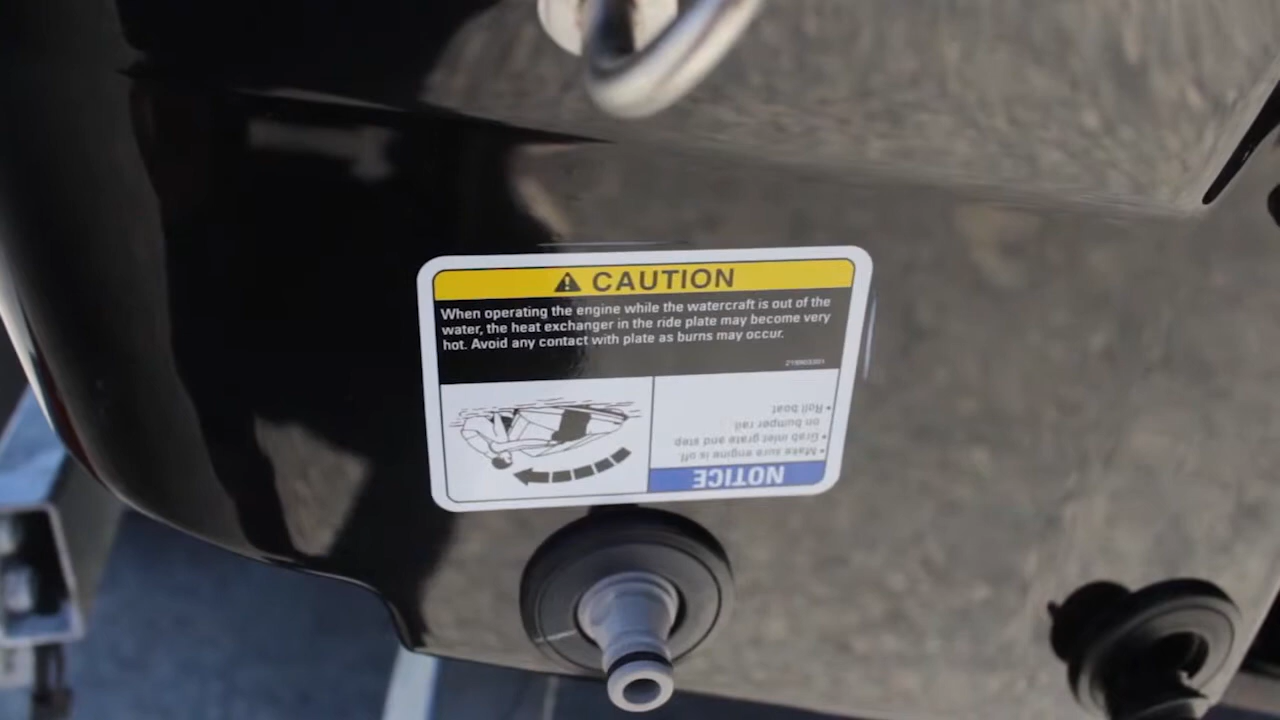 CAUTION
When operating the engine while the watercraft is out of the
water, the heat exchanger in the ride plate may become very
hot. Avoid any contact with plate as burns may occur.
NOTICE
• Make sure engine is off.
• Grab inlet grate and step
on bumper rail
• Roll boat.